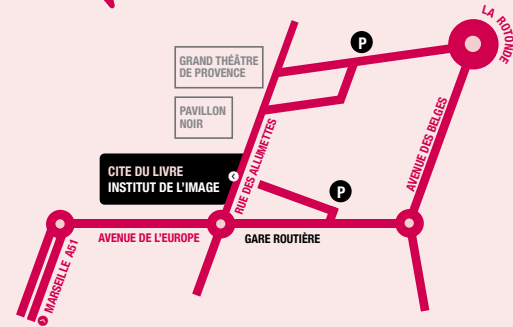 LA ROTONDE
P
GRAND THÉÂTRE
DE PROVENCE
PAVILLON
NOIR
RUE DES ALLUMETTES
AVENUE DES BELGES
CITE DU LIVRE
INSTITUT DE L'IMAGE
P
AVENUE DE L'EUROPE
GARE ROUTIÈRE
MARSEILLE A51